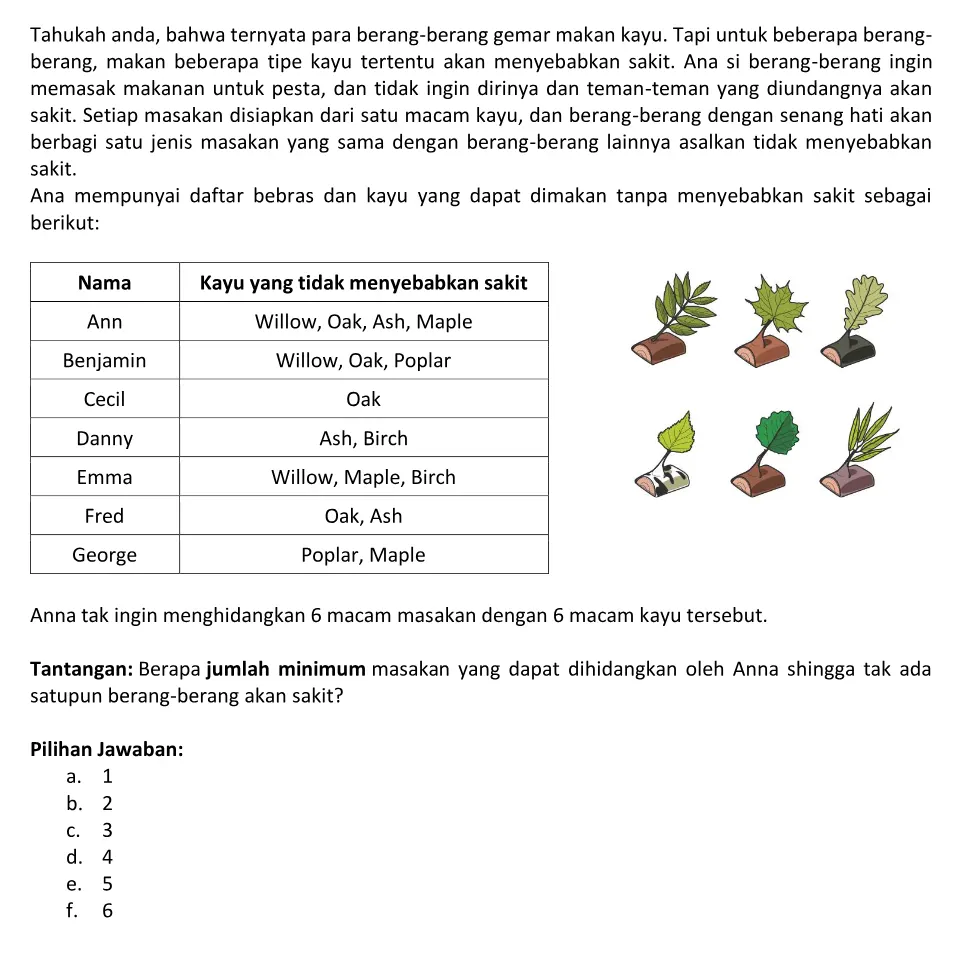 Tahukah anda, bahwa ternyata para berang-berang gemar makan kayu. Tapi untuk beberapa berang-
berang, makan beberapa tipe kayu tertentu akan menyebabkan sakit. Ana si berang-berang ingin
memasak makanan untuk pesta, dan tidak ingin dirinya dan teman-teman yang diundangnya akan
sakit. Setiap masakan disiapkan dari satu macam kayu, dan berang-berang dengan senang hati akan
berbagi satu jenis masakan yang sama dengan berang-berang lainnya asalkan tidak menyebabkan
sakit.
Ana mempunyai daftar bebras dan kayu yang dapat dimakan tanpa menyebabkan sakit sebagai
berikut:
Nama Kayu yang tidak menyebabkan sakit
Ann Willow, Oak, Ash, Maple
Benjamin Willow, Oak, Poplar
Cecil Oak
Danny Ash, Birch
Emma Willow, Maple, Birch
Fred Oak, Ash
George Poplar, Maple
Anna tak ingin menghidangkan 6 macam masakan dengan 6 macam kayu tersebut.
Tantangan: Berapa jumlah minimum masakan yang dapat dihidangkan oleh Anna shingga tak ada
satupun berang-berang akan sakit?
Pilihan Jawaban:
a. 1
b. 2
c. 3
d. 4
e. 5
f. 6